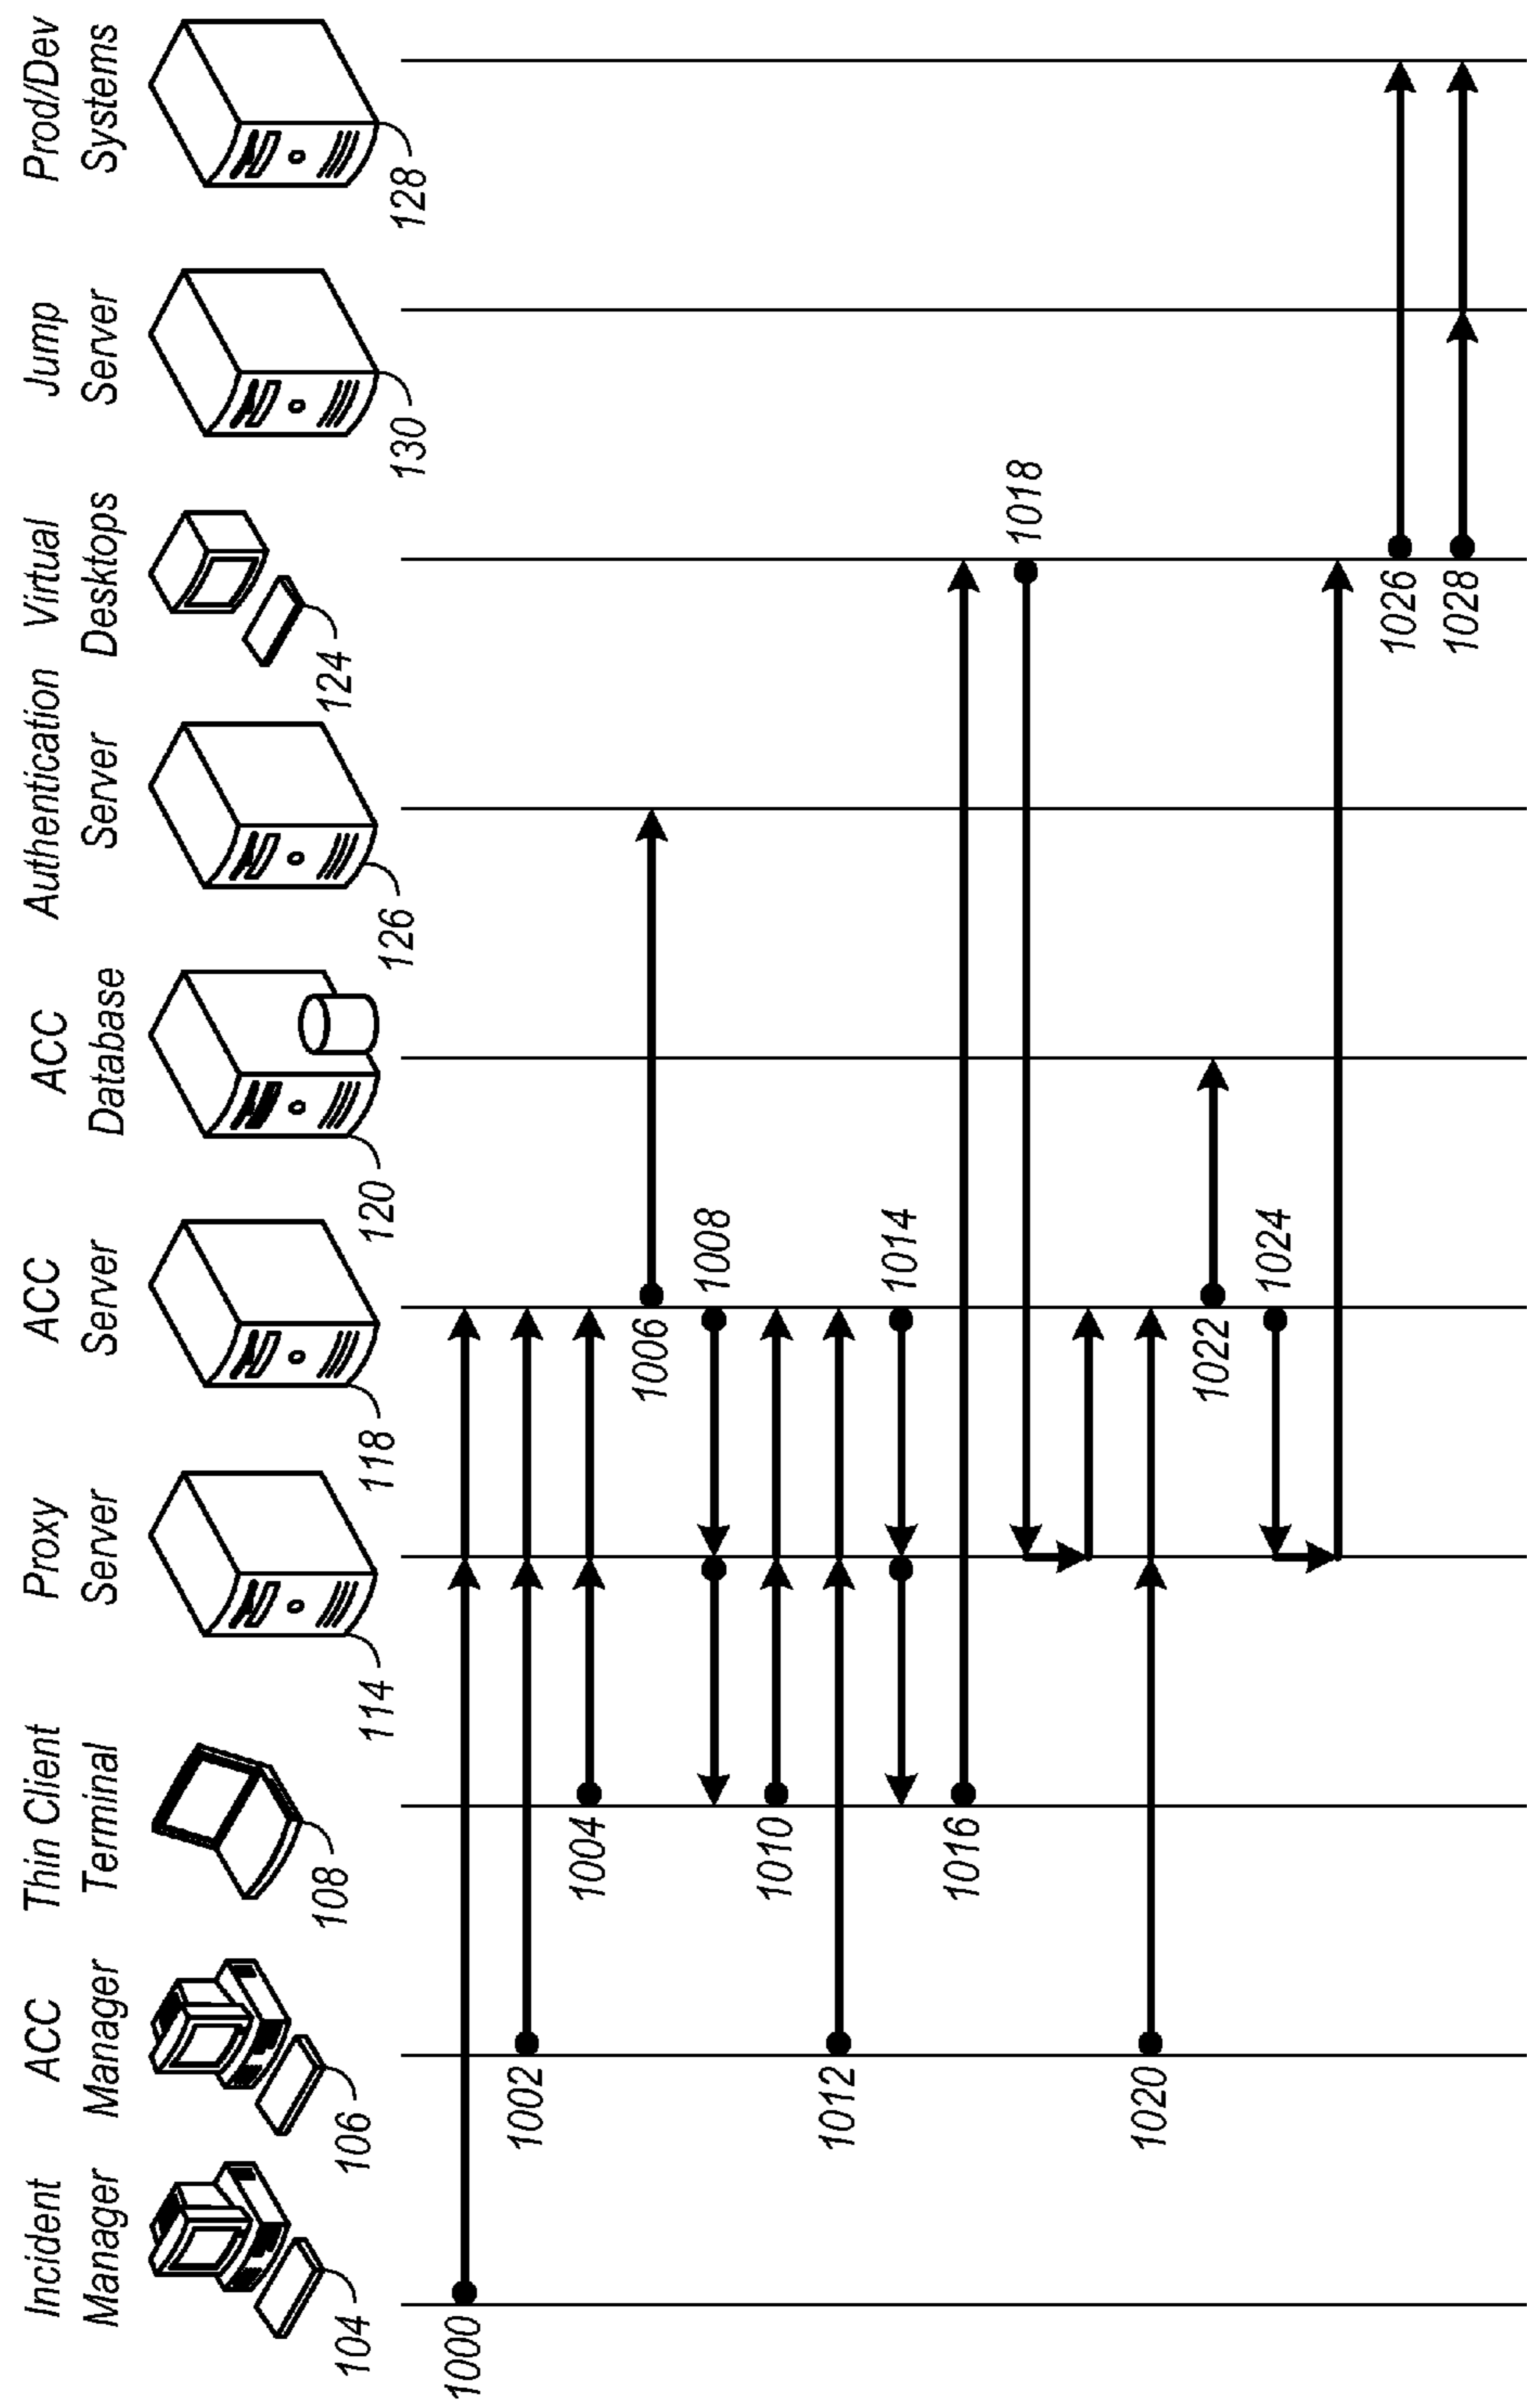 Incident
Manager
ACC
Manager
Thin Client
Terminal
Proxy
Server
ACC
Server
ACC
Database
Authentication
Server
Virtual
Desktops
Jump
Server
Prod/Dev
Systems
104
106
108
114
118
120
126
124
130
128
1000
1002
1004
1006
1008
1010
1012
1014
1016
1018
1020
1022
1024
1026
1028